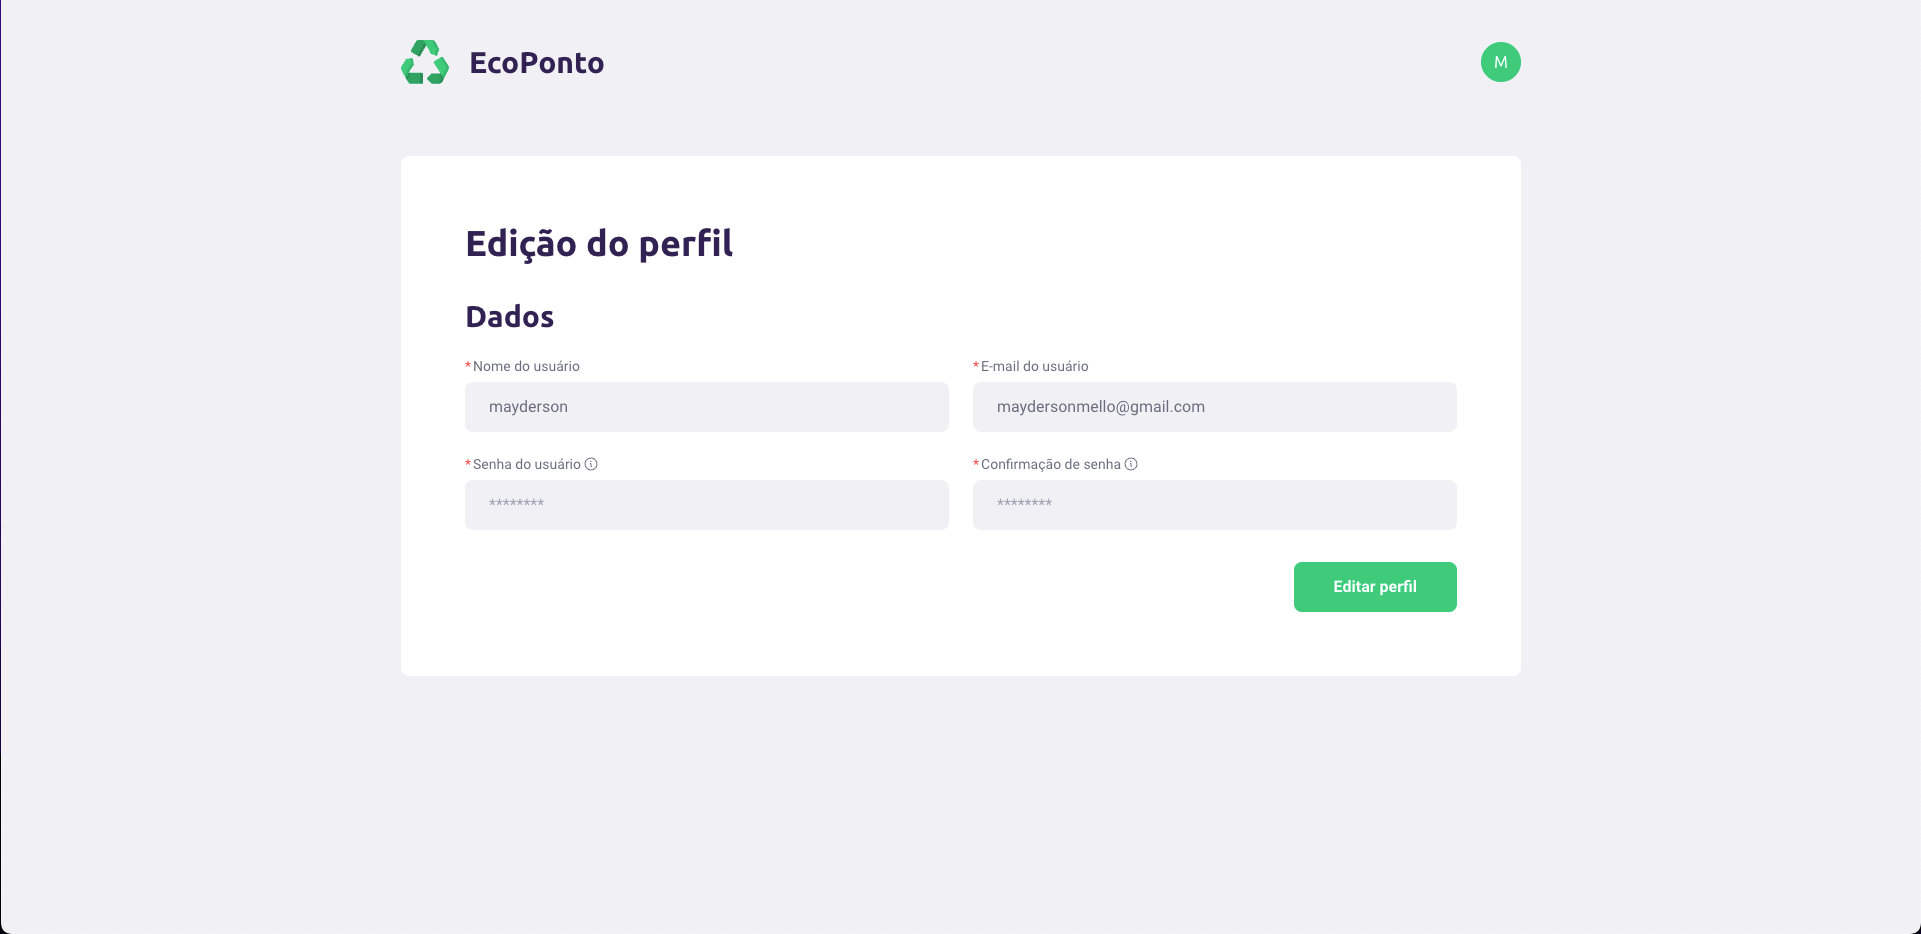 EcoPonto
M
Edição do perfil
Dados
*Nome do usuário
*E-mail do usuário
mayderson
maydersonmello@gmail.com
*Senha do usuário
*Confirmação de senha
********
********
Editar perfil